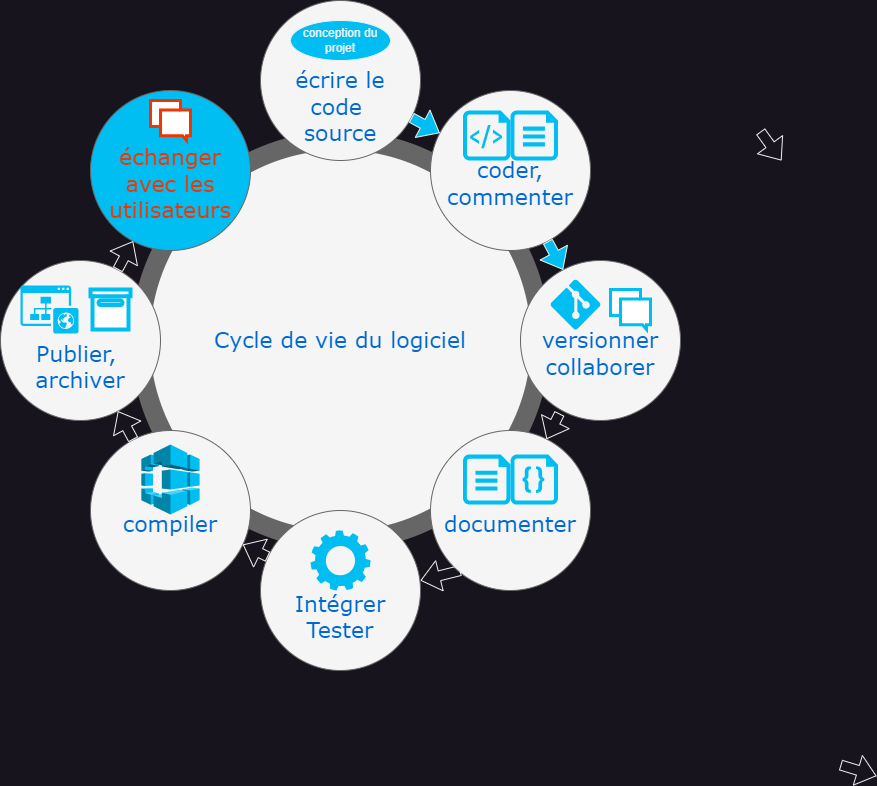 conception du
projet
écrire le
code
source
</>
coder,
commenter
versionner
collaborer
{}
documenter
Intégrer
Tester
compiler
Publier,
archiver
échanger
avec les
utilisateurs
Cycle de vie du logiciel